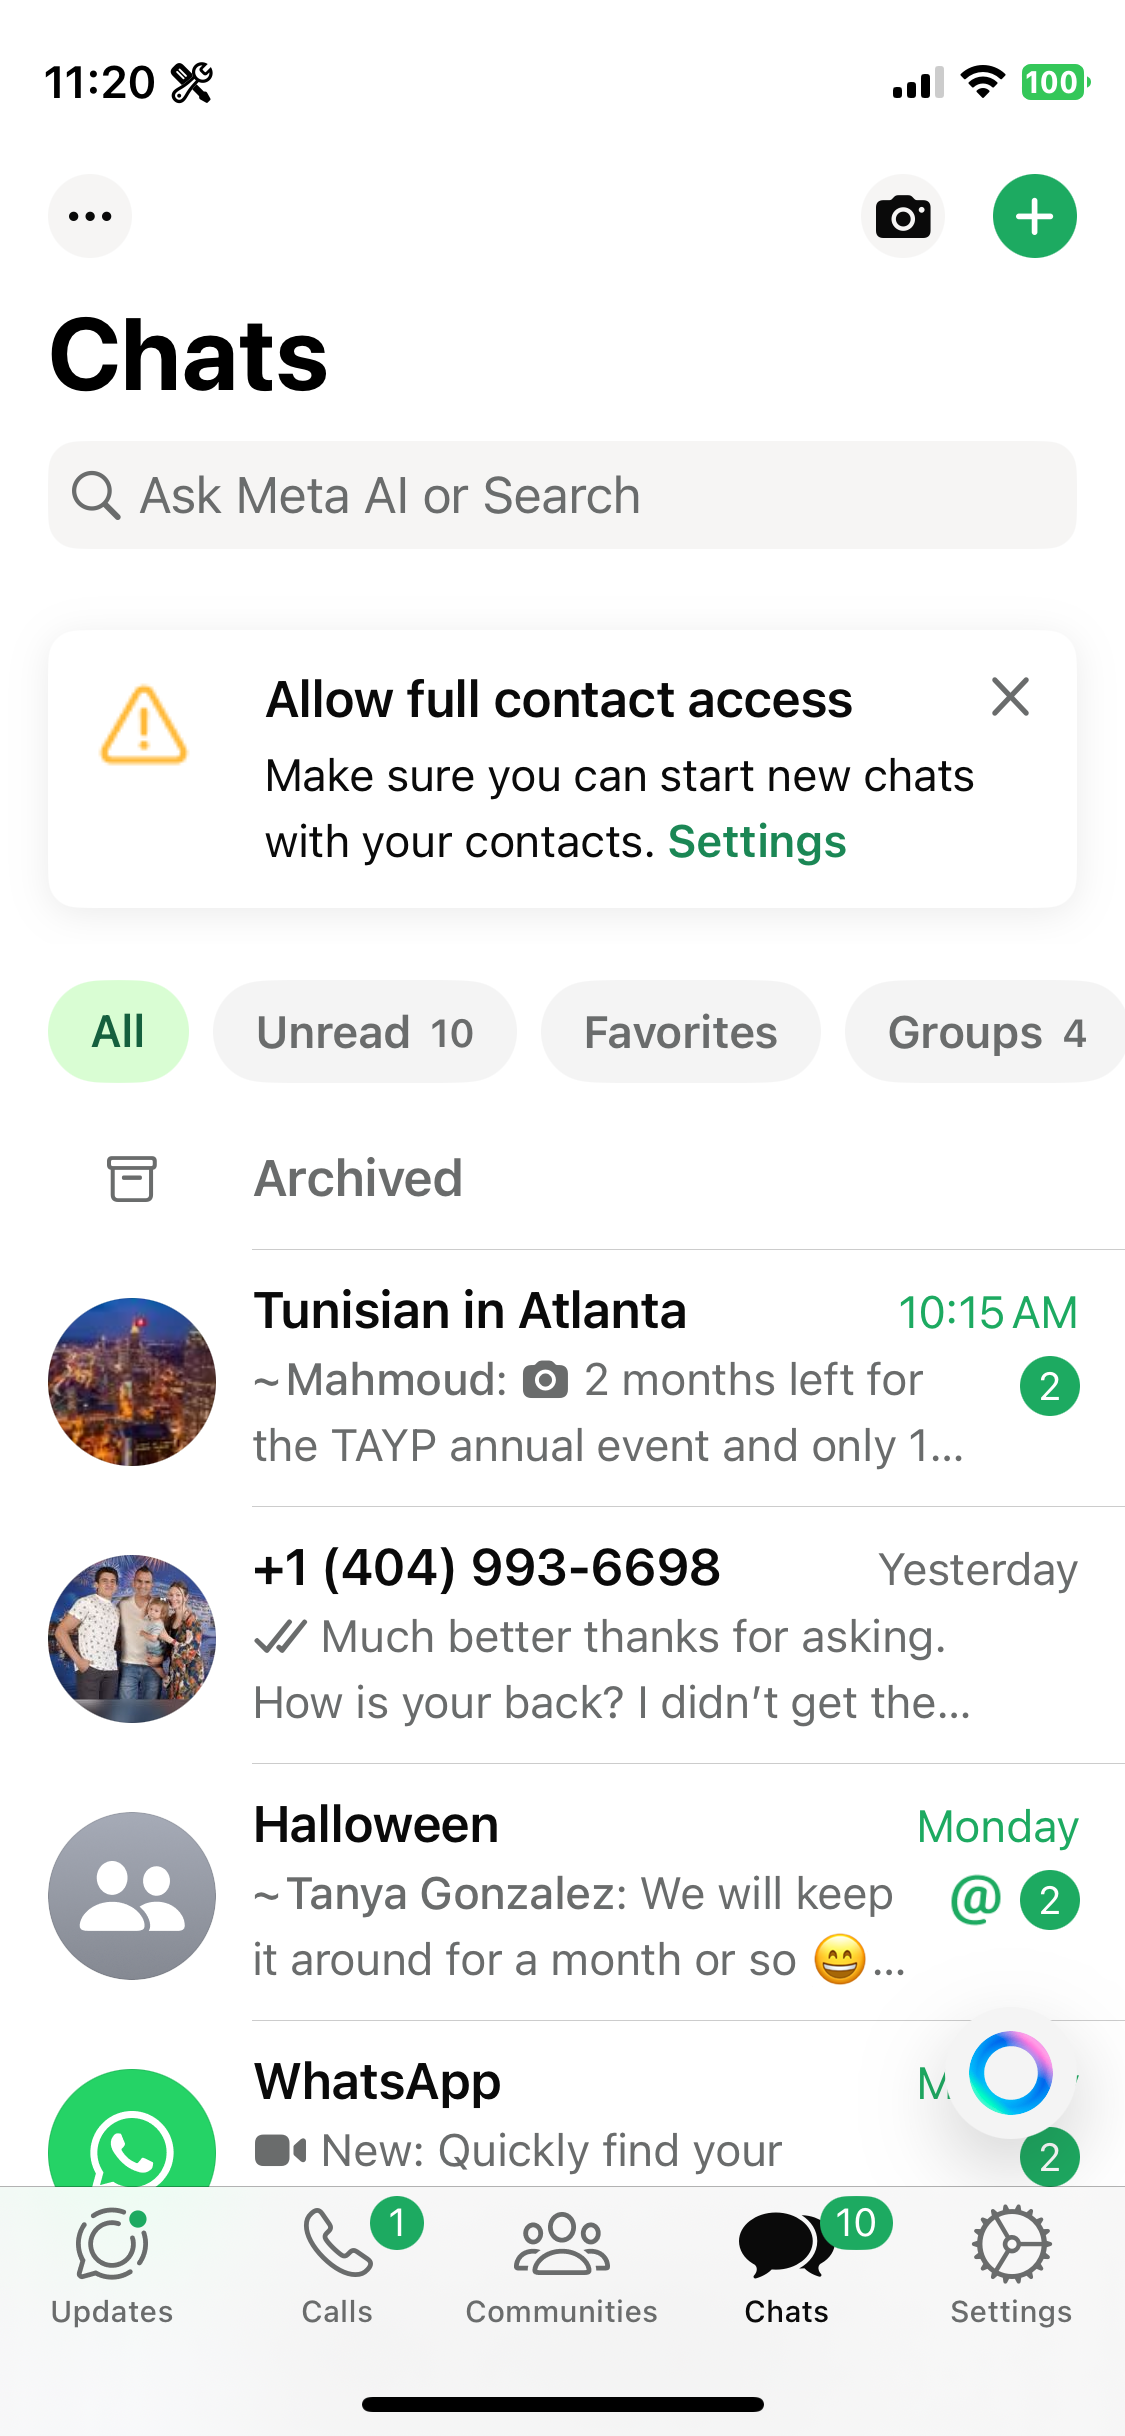 11:20
100
Chats
Ask Meta AI or Search
Allow full contact access
Make sure you can start new chats
with your contacts. Settings
All
Unread 10
Favorites
Groups 4
Archived
Tunisian in Atlanta
10:15 AM
~Mahmoud: 2 months left for
2
the TAYP annual event and only 1...
+1 (404) 993-6698
Yesterday
Much better thanks for asking.
How is your back? I didn't get the...
Halloween
Monday
~Tanya Gonzalez: We will keep
@ 2
it around for a month or so 😄...
WhatsApp
New: Quickly find your
2
1
10
Updates
Calls
Communities
Chats
Settings